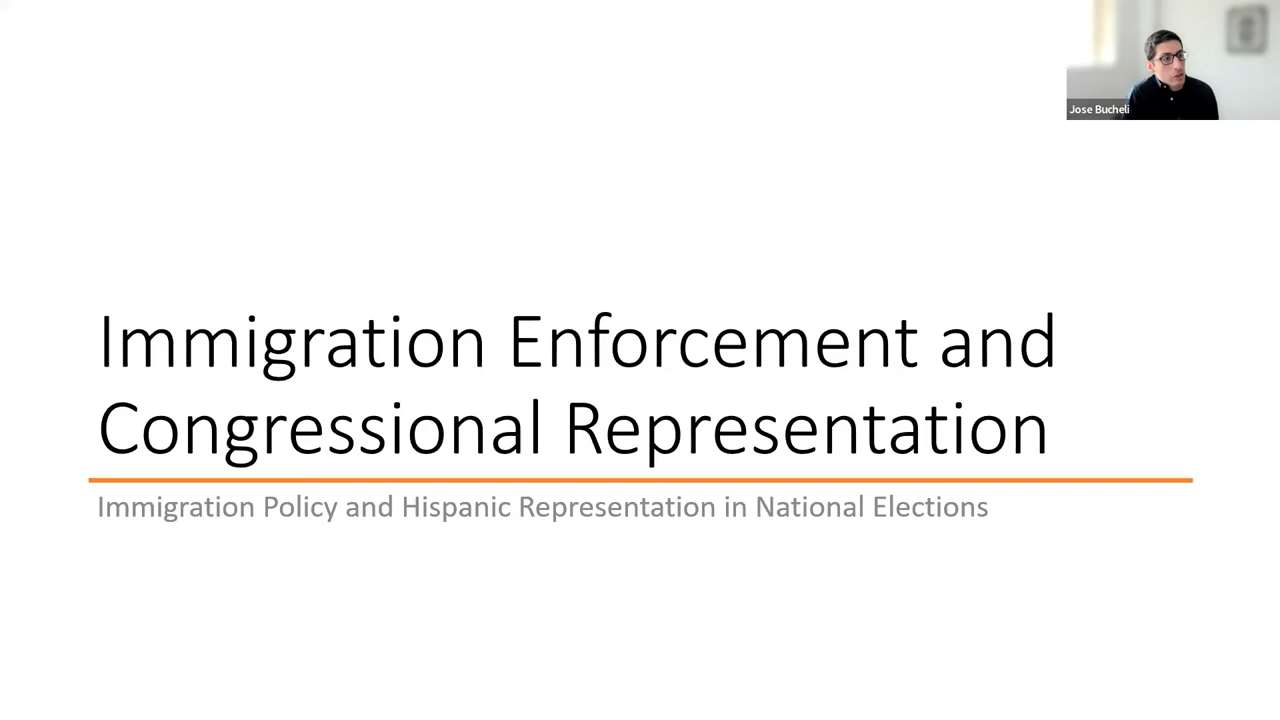 Jose Bucheli
Immigration Enforcement and
Congressional Representation
Immigration Policy and Hispanic Representation in National Elections